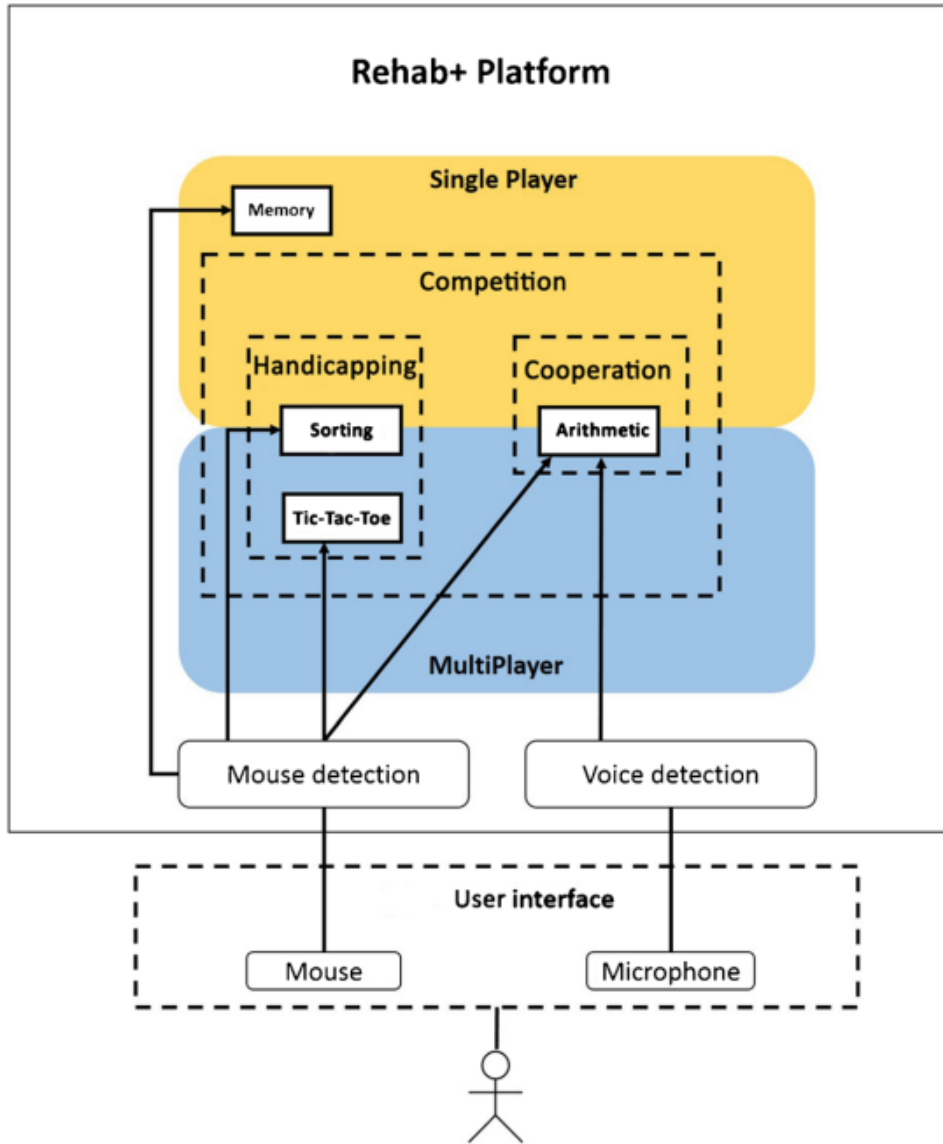 Rehab+ Platform
Single Player
Memory
Competition
Handicapping
Cooperation
Sorting
Arithmetic
Tic-Tac-Toe
MultiPlayer
Mouse detection
Voice detection
User interface
Mouse
Microphone